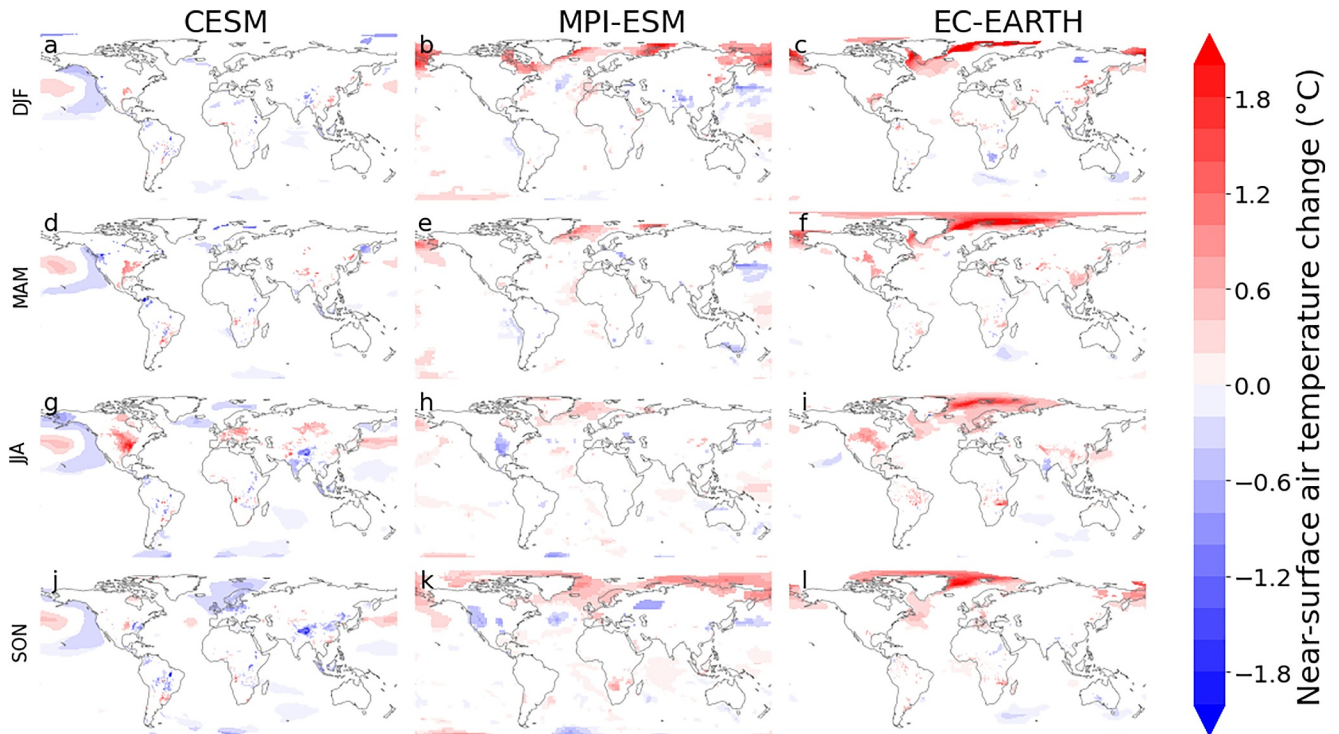 CESM MPI-ESM EC-EARTH
a b c
DJF
d e f
MAM
g h i
JJA
j k l
SON
1.8
1.2
0.6
0.0
−0.6
−1.2
−1.8
Near-surface air temperature change (°C)